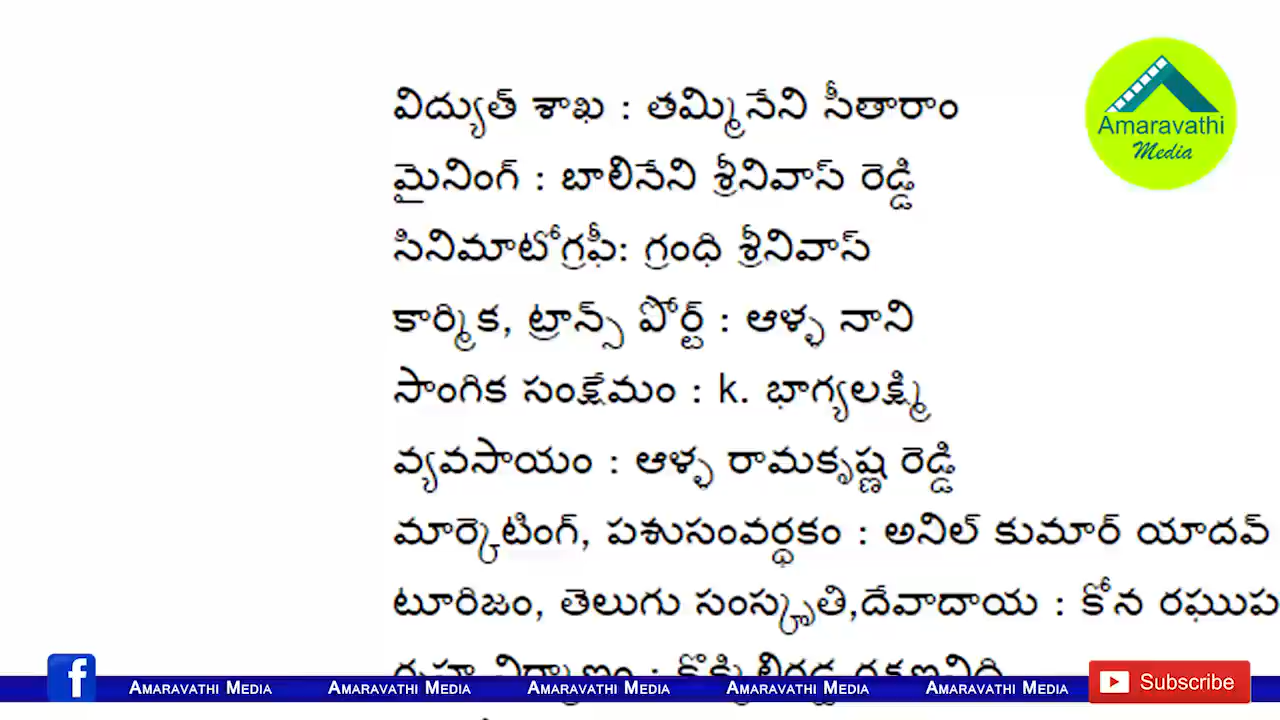 విద్యుత్ శాఖ : తమ్మినేని సీతారాం
మైనింగ్ : బాలినేని శ్రీనివాస్ రెడ్డి
సినిమాటోగ్రఫీ: గ్రంధి శ్రీనివాస్
కార్మిక, ట్రాన్స్ పోర్ట్ : ఆళ్ళ నాని
సాంగిక సంక్షేమం : k. భాగ్యలక్ష్మి
వ్యవసాయం : ఆళ్ళ రామకృష్ణ రెడ్డి
మార్కెటింగ్, పశుసంవర్ధకం : అనిల్ కుమార్ యాదవ్
టూరిజం, తెలుగు సంస్కృతి,దేవాదాయ : కోన రఘుప
Amaravathi
Media
f AMARAVATHI MEDIA AMARAVATHI MEDIA AMARAVATHI MEDIA AMARAVATHI MEDIA AMARAVATHI MEDIA Subscribe